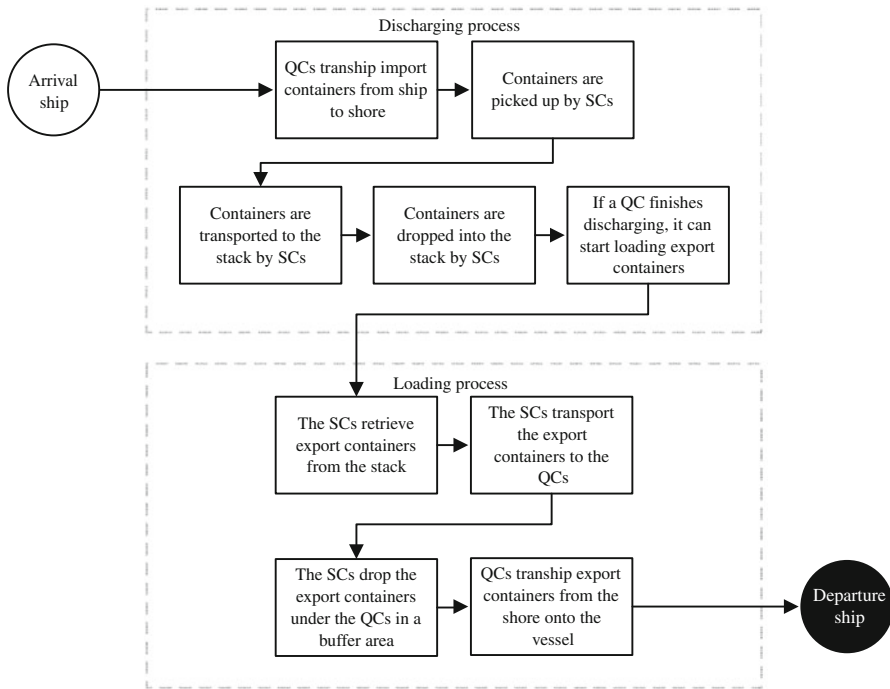 Discharging process
Arrival
ship
QCs tranship import
containers from ship
to shore
Containers are
picked up by SCs
Containers are
transported to the
stack by SCs
Containers are
dropped into the
stack by SCs
If a QC finishes
discharging, it can
start loading export
containers
Loading process
The SCs retrieve
export containers
from the stack
The SCs transport
the export
containers to the
QCs
The SCs drop the
export containers
under the QCs in a
buffer area
QCs tranship export
containers from the
shore onto the
vessel
Departure
ship